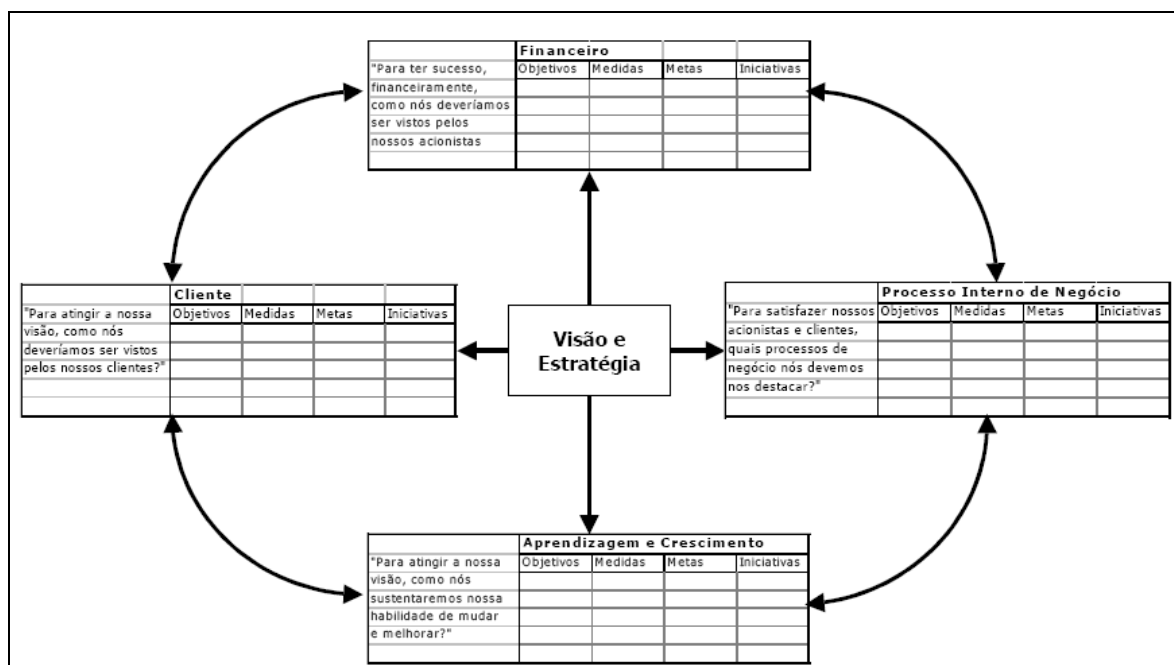 Financeiro
"Para ter sucesso, Objetivos Medidas Metas Iniciativas
financeiramente,
como nós deveríamos
ser vistos pelos
nossos acionistas
Cliente
"Para atingir a nossa Objetivos Medidas Metas Iniciativas
visão, como nós
deveríamos ser vistos
pelos nossos clientes?"
Visão e
Estratégia
Processo Interno de Negócio
"Para satisfazer nossos Objetivos Medidas Metas Iniciativas
acionistas e clientes,
quais processos de
negócio nós devemos
nos destacar?"
Aprendizagem e Crescimento
"Para atingir a nossa Objetivos Medidas Metas Iniciativas
visão, como nós
sustentaremos nossa
habilidade de mudar
e melhorar?"